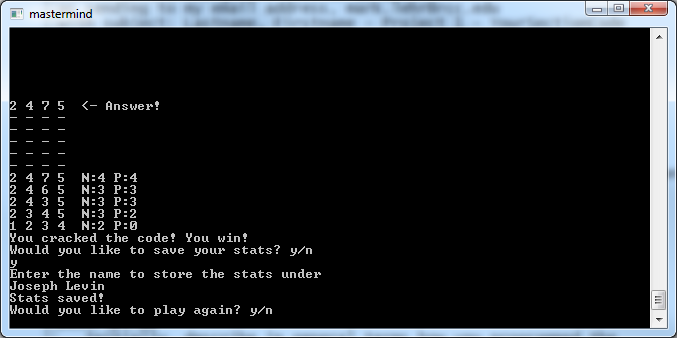 mastermind
2 4 7 5 <- Answer!
- - - -
- - - -
- - - -
- - - -
- - - -
2 4 7 5 N:4 P:4
2 4 6 5 N:3 P:3
2 4 3 5 N:3 P:3
2 3 4 5 N:3 P:2
1 2 3 4 N:2 P:0
You cracked the code! You win!
Would you like to save your stats? y/n
y
Enter the name to store the stats under
Joseph Levin
Stats saved!
Would you like to play again? y/n